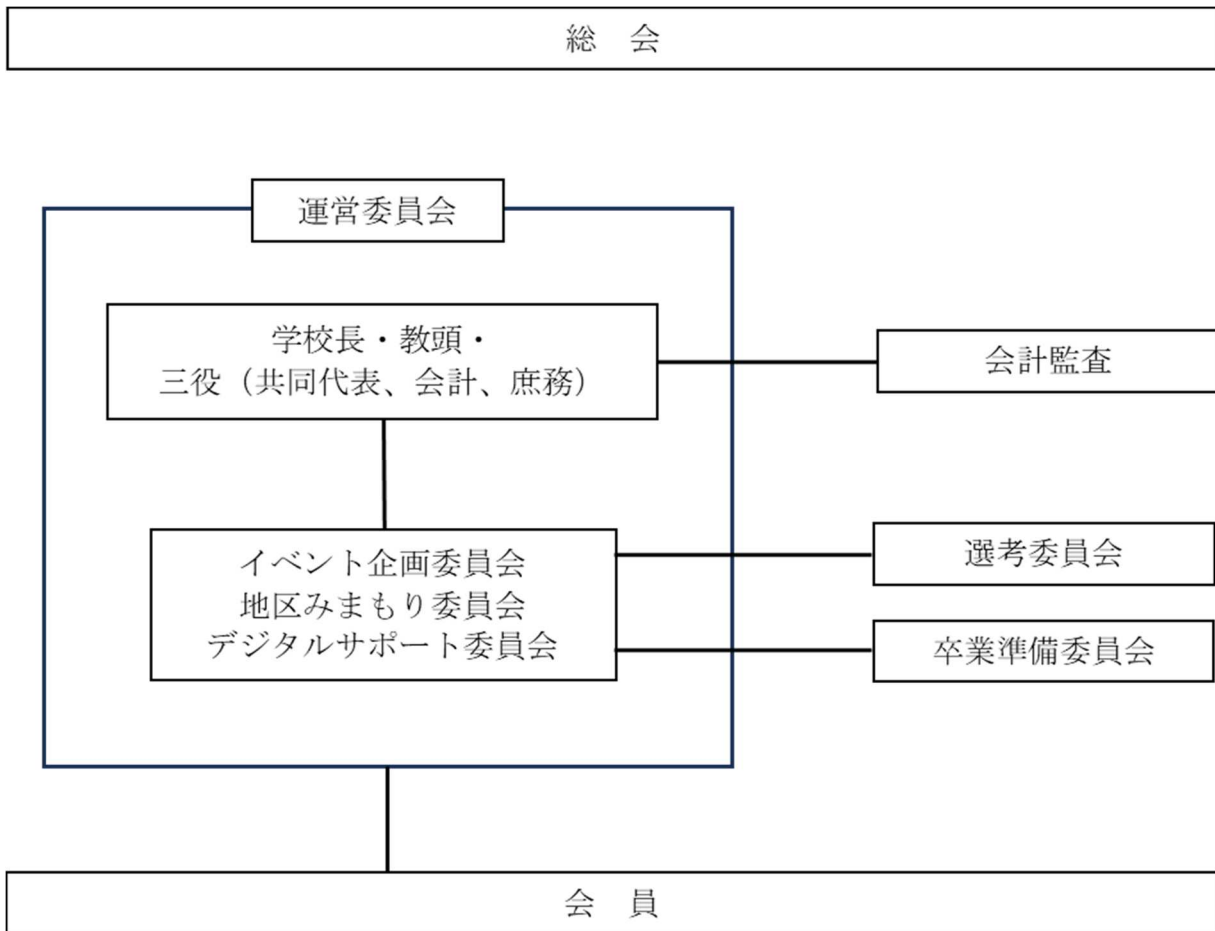 総　会
運営委員会
学校長・教頭・
三役（共同代表、会計、庶務）
会計監査
イベント企画委員会
地区みまもり委員会
デジタルサポート委員会
選考委員会
卒業準備委員会
会　員